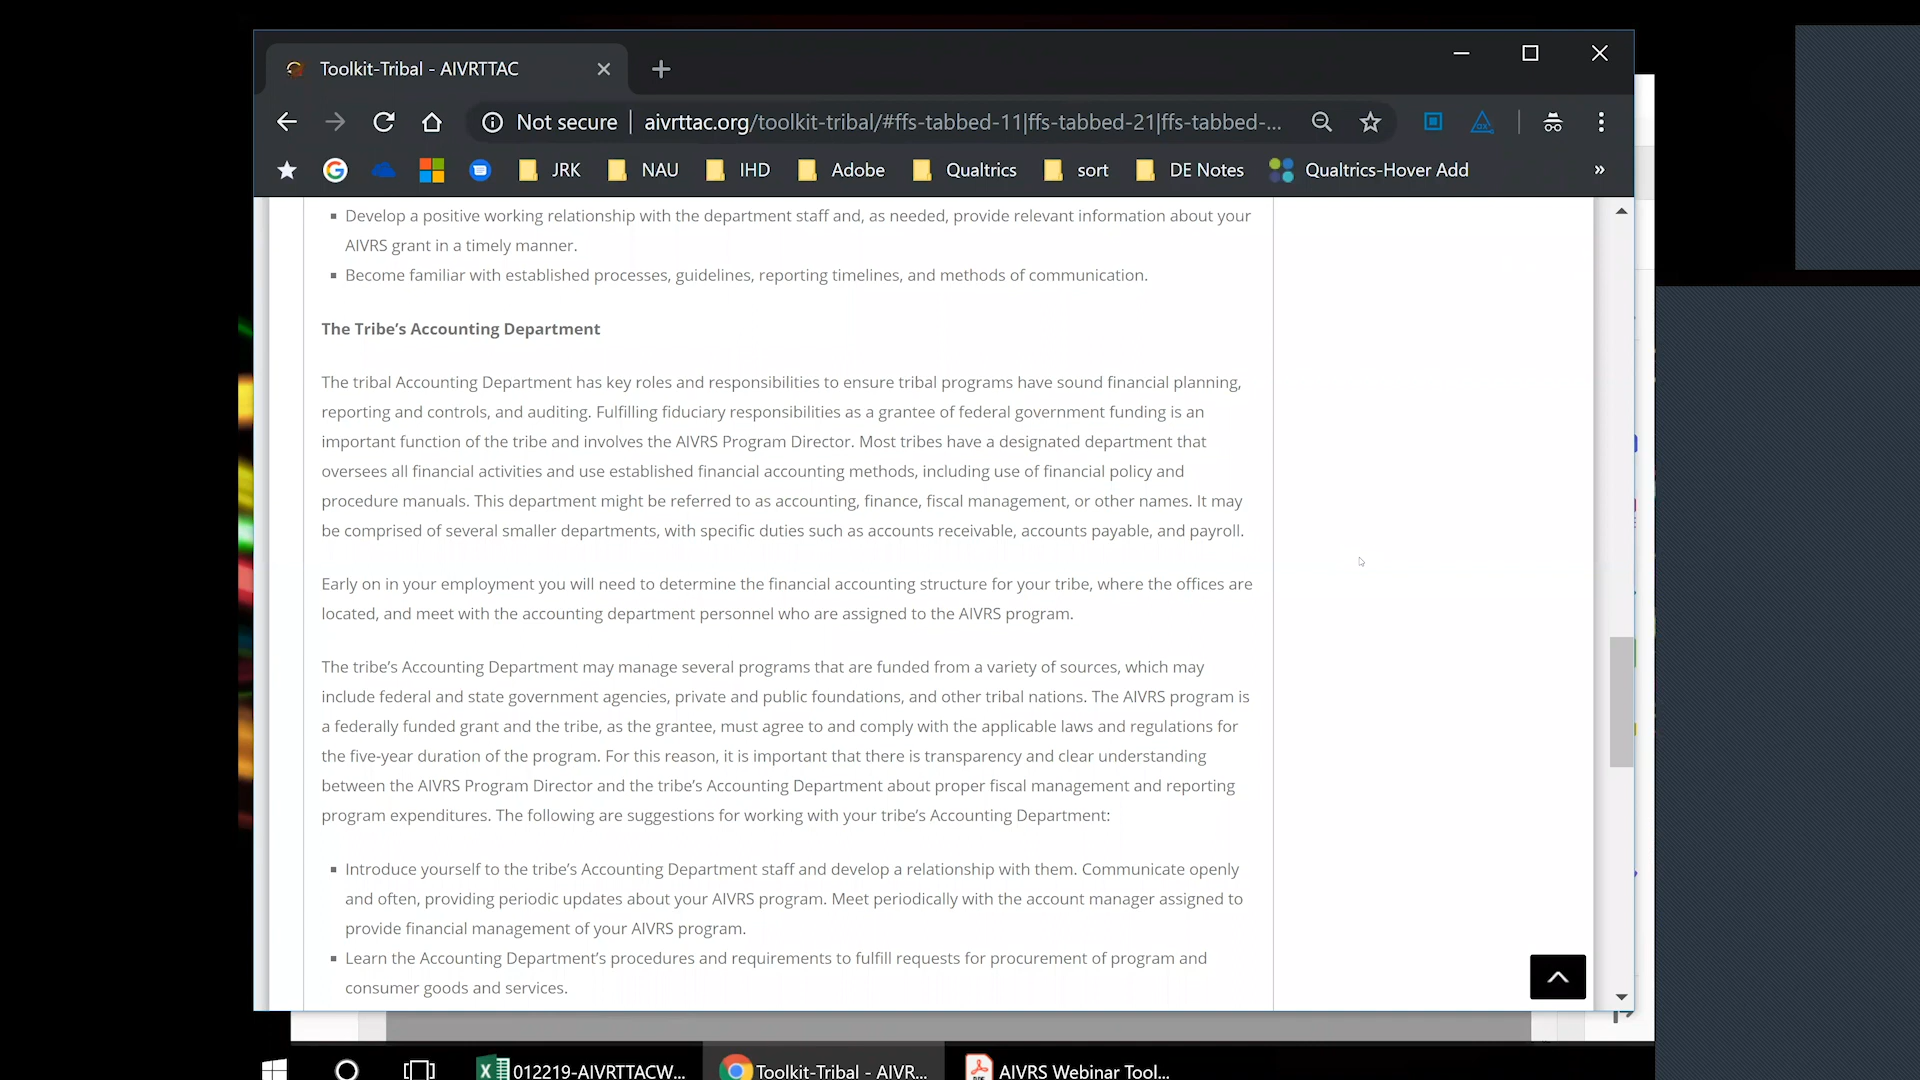 Toolkit-Tribal - AIVRTTAC
Not secure | aivrttac.org/toolkit-tribal/#ffs-tabbed-11|ffs-tabbed-21|ffs-tabbed-...
JRK NAU IHD Adobe Qualtrics sort DE Notes Qualtrics-Hover Add »
Develop a positive working relationship with the department staff and, as needed, provide relevant information about your
AIVRS grant in a timely manner.
Become familiar with established processes, guidelines, reporting timelines, and methods of communication.
The Tribe's Accounting Department
The tribal Accounting Department has key roles and responsibilities to ensure tribal programs have sound financial planning,
reporting and controls, and auditing. Fulfilling fiduciary responsibilities as a grantee of federal government funding is an
important function of the tribe and involves the AIVRS Program Director. Most tribes have a designated department that
oversees all financial activities and use established financial accounting methods, including use of financial policy and
procedure manuals. This department might be referred to as accounting, finance, fiscal management, or other names. It may
be comprised of several smaller departments, with specific duties such as accounts receivable, accounts payable, and payroll.
Early on in your employment you will need to determine the financial accounting structure for your tribe, where the offices are
located, and meet with the accounting department personnel who are assigned to the AIVRS program.
The tribe's Accounting Department may manage several programs that are funded from a variety of sources, which may
include federal and state government agencies, private and public foundations, and other tribal nations. The AIVRS program is
a federally funded grant and the tribe, as the grantee, must agree to and comply with the applicable laws and regulations for
the five-year duration of the program. For this reason, it is important that there is transparency and clear understanding
between the AIVRS Program Director and the tribe's Accounting Department about proper fiscal management and reporting
program expenditures. The following are suggestions for working with your tribe's Accounting Department:
Introduce yourself to the tribe's Accounting Department staff and develop a relationship with them. Communicate openly
and often, providing periodic updates about your AIVRS program. Meet periodically with the account manager assigned to
provide financial management of your AIVRS program.
Learn the Accounting Department's procedures and requirements to fulfill requests for procurement of program and
consumer goods and services.
012219-AIVRTTACW... Toolkit-Tribal - AIVR... AIVRS Webinar Tool...